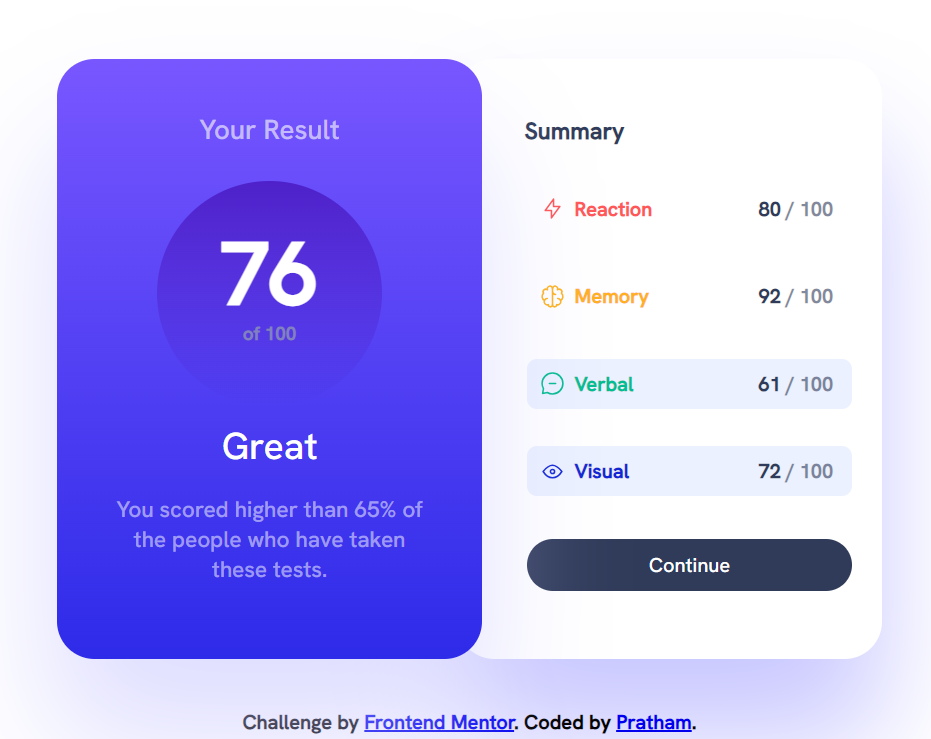 Your Result
76
of 100
Great
You scored higher than 65% of
the people who have taken
these tests.
Summary
Reaction 80 / 100
Memory 92 / 100
Verbal 61 / 100
Visual 72 / 100
Continue
Challenge by Frontend Mentor. Coded by Pratham.